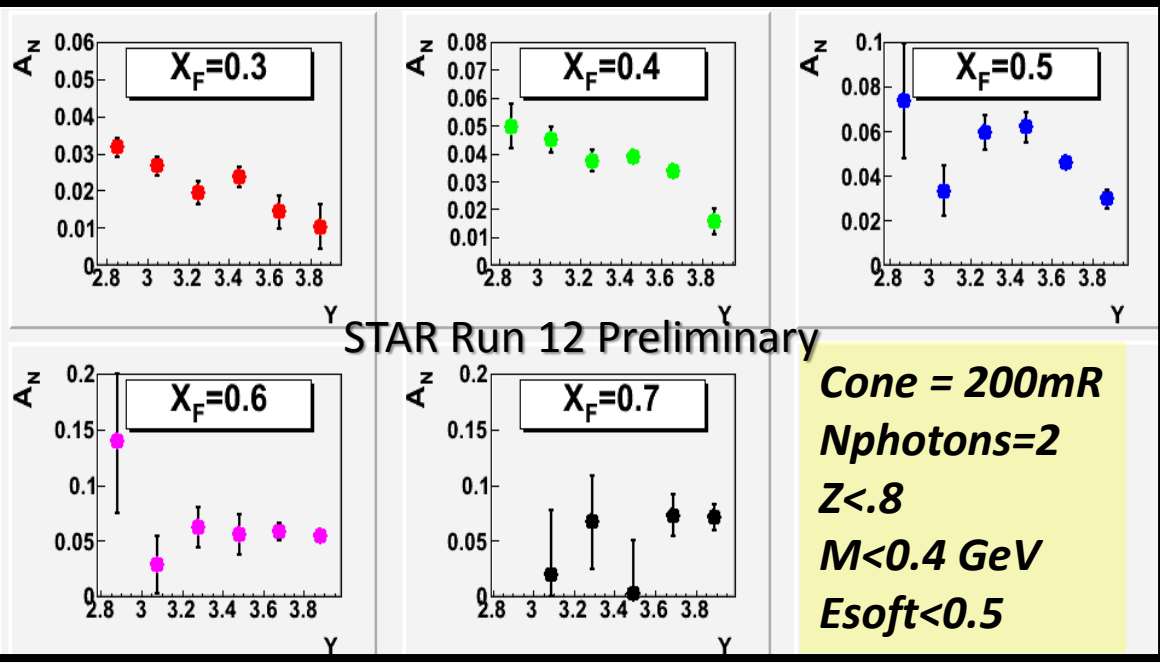 A_N
X_F=0.3
0.06
0.05
0.04
0.03
0.02
0.01
0
2.8 3 3.2 3.4 3.6 3.8
Y
A_N
X_F=0.4
0.08
0.07
0.06
0.05
0.04
0.03
0.02
0.01
0
2.8 3 3.2 3.4 3.6 3.8
Y
A_N
X_F=0.5
0.1
0.08
0.06
0.04
0.02
0
2.8 3 3.2 3.4 3.6 3.8
Y
STAR Run 12 Preliminary
A_N
X_F=0.6
0.2
0.15
0.1
0.05
0
2.8 3 3.2 3.4 3.6 3.8
Y
A_N
X_F=0.7
0.2
0.15
0.1
0.05
0
2.8 3 3.2 3.4 3.6 3.8
Y
Cone = 200mR
Nphotons=2
Z<.8
M<0.4 GeV
Esoft<0.5